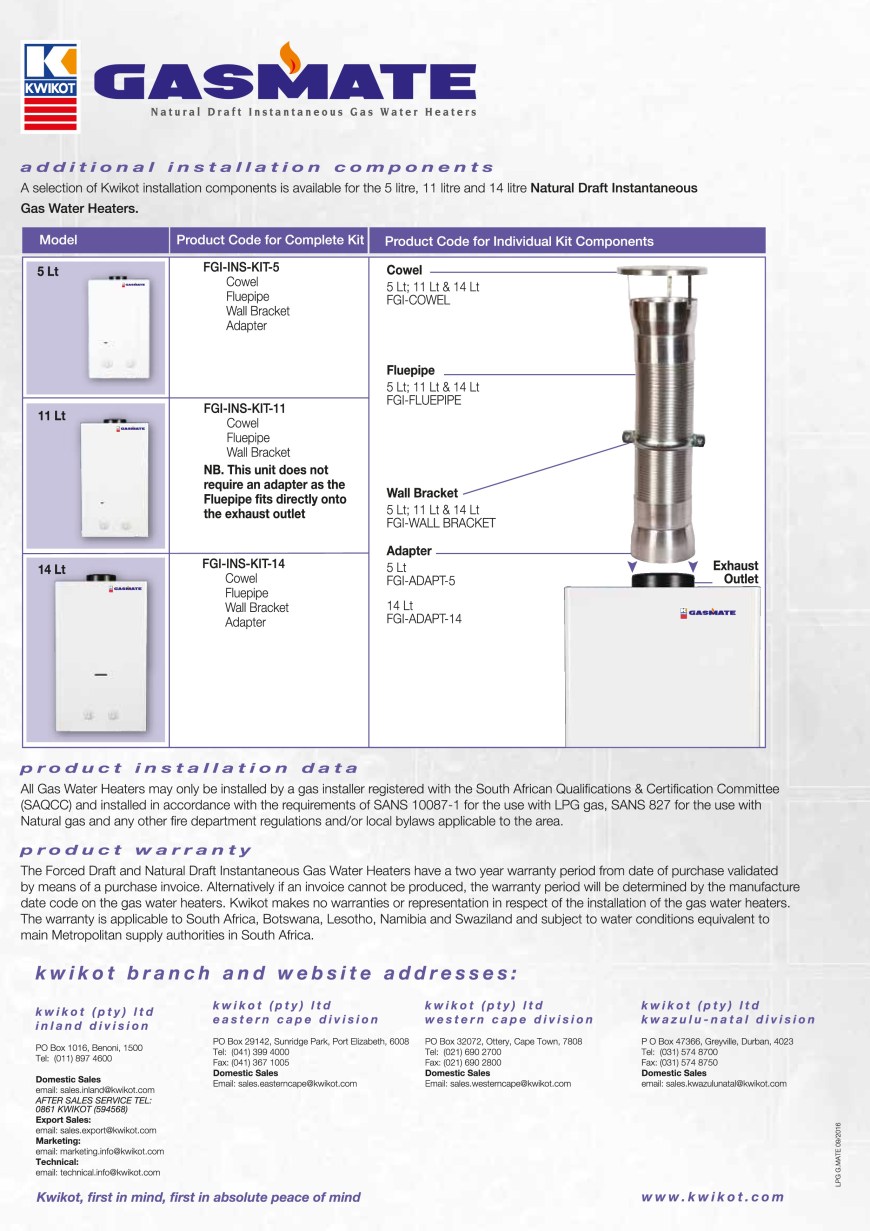 K
KWIKOT
GASMATE
Natural Draft Instantaneous Gas Water Heaters
additional installation components
A selection of Kwikot installation components is available for the 5 litre, 11 litre and 14 litre Natural Draft Instantaneous
Gas Water Heaters.
Model
Product Code for Complete Kit
Product Code for Individual Kit Components
5 Lt
GASMATE
FGI-INS-KIT-5
Cowel
Fluepipe
Wall Bracket
Adapter
11 Lt
GASMATE
FGI-INS-KIT-11
Cowel
Fluepipe
Wall Bracket
NB. This unit does not
require an adapter as the
Fluepipe fits directly onto
the exhaust outlet
14 Lt
GASMATE
FGI-INS-KIT-14
Cowel
Fluepipe
Wall Bracket
Adapter
Cowel
5 Lt; 11 Lt & 14 Lt
FGI-COWEL
Fluepipe
5 Lt; 11 Lt & 14 Lt
FGI-FLUEPIPE
Wall Bracket
5 Lt; 11 Lt & 14 Lt
FGI-WALL BRACKET
Adapter
5 Lt
FGI-ADAPT-5
14 Lt
FGI-ADAPT-14
Exhaust
Outlet
GASMATE
product installation data
All Gas Water Heaters may only be installed by a gas installer registered with the South African Qualifications & Certification Committee
(SAQCC) and installed in accordance with the requirements of SANS 10087-1 for the use with LPG gas, SANS 827 for the use with
Natural gas and any other fire department regulations and/or local bylaws applicable to the area.
product warranty
The Forced Draft and Natural Draft Instantaneous Gas Water Heaters have a two year warranty period from date of purchase validated
by means of a purchase invoice. Alternatively if an invoice cannot be produced, the warranty period will be determined by the manufacture
date code on the gas water heaters. Kwikot makes no warranties or representation in respect of the installation of the gas water heaters.
The warranty is applicable to South Africa, Botswana, Lesotho, Namibia and Swaziland and subject to water conditions equivalent to
main Metropolitan supply authorities in South Africa.
kwikot branch and website addresses:
kwikot (pty) ltd
inland division
PO Box 1016, Benoni, 1500
Tel: (011) 897 4600
Domestic Sales
email: sales.inland@kwikot.com
AFTER SALES SERVICE TEL:
0861 KWIKOT (594568)
Export Sales:
email: sales.export@kwikot.com
Marketing:
email: marketing.info@kwikot.com
Technical:
email: technical.info@kwikot.com
kwikot (pty) ltd
eastern cape division
PO Box 29142, Sunridge Park, Port Elizabeth, 6008
Tel: (041) 399 4000
Fax: (041) 367 1005
Domestic Sales
Email: sales.easterncape@kwikot.com
kwikot (pty) ltd
western cape division
PO Box 32072, Ottery, Cape Town, 7808
Tel: (021) 690 2700
Fax: (021) 690 2800
Domestic Sales
Email: sales.westerncape@kwikot.com
kwikot (pty) ltd
kwazulu-natal division
P O Box 47366, Greyville, Durban, 4023
Tel: (031) 574 8700
Fax: (031) 574 8750
Domestic Sales
email: sales.kwazulunatal@kwikot.com
LPG G.MATE 09/2016
Kwikot, first in mind, first in absolute peace of mind
www.kwikot.com